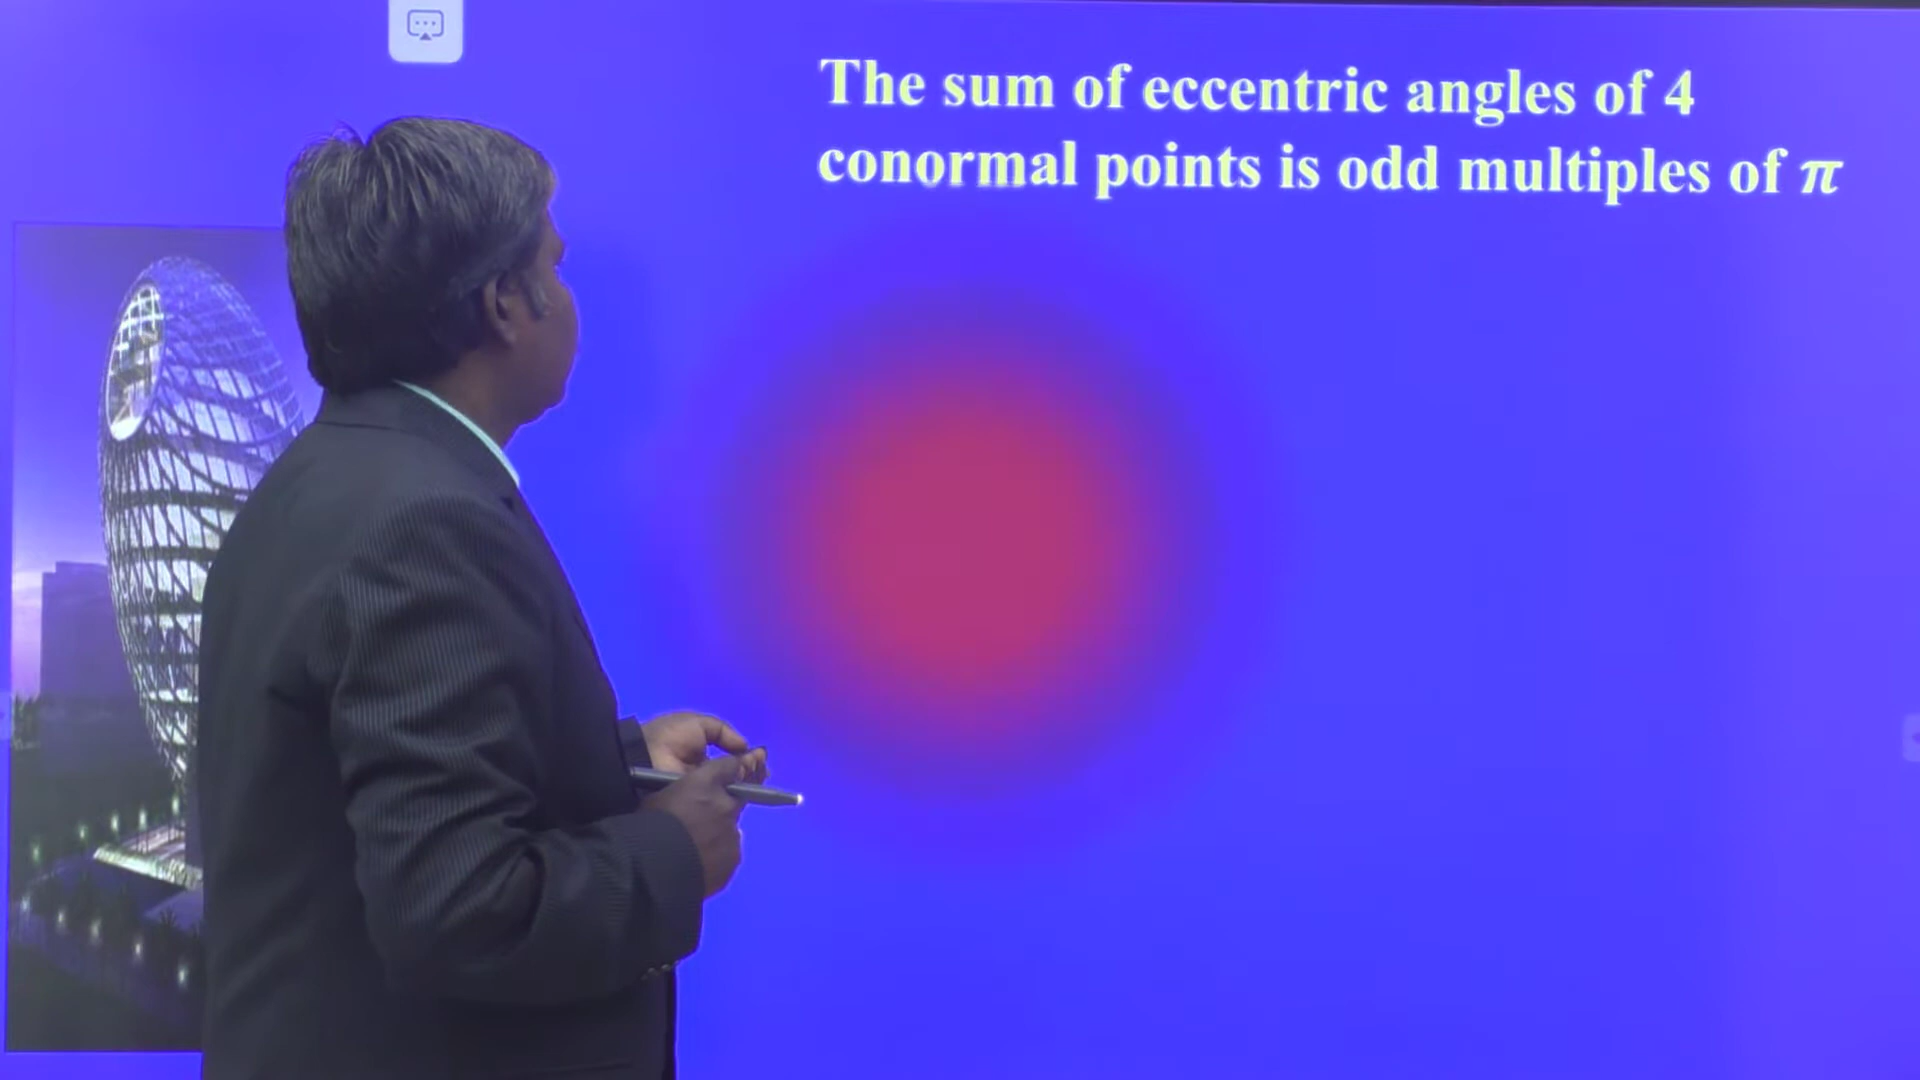 The sum of eccentric angles of 4
conormal points is odd multiples of π